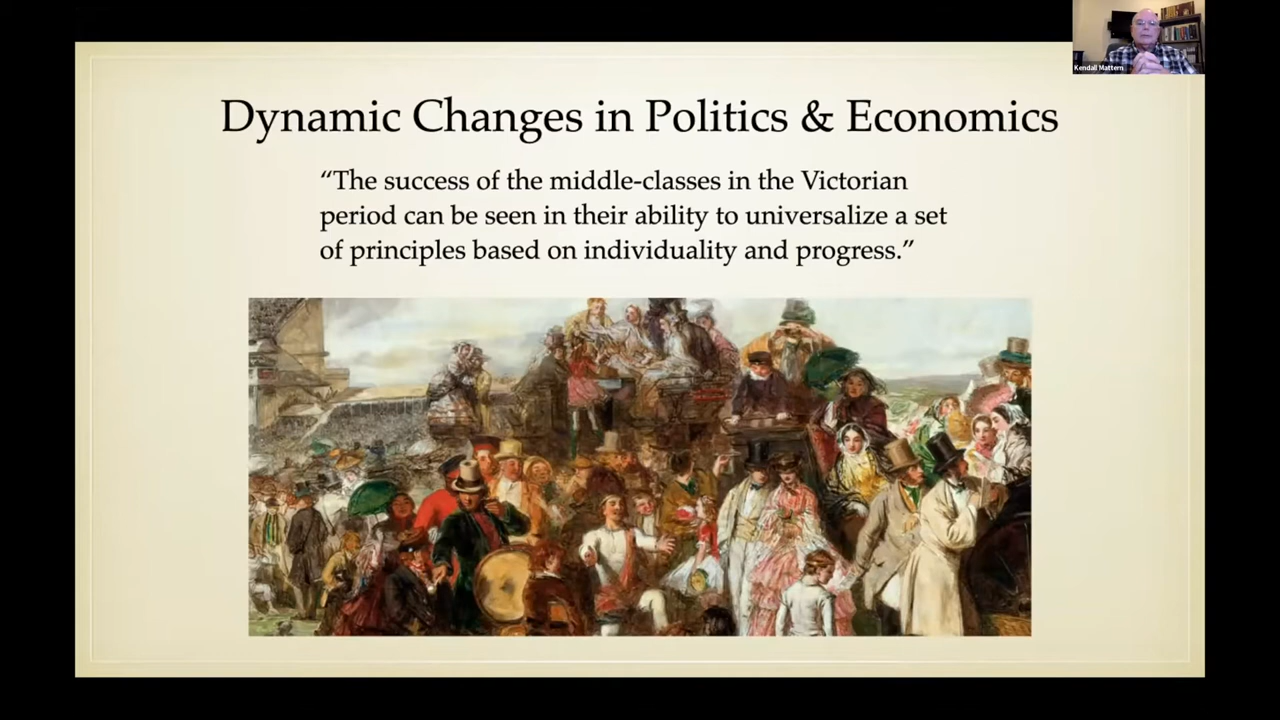 Kendall Mattern
Dynamic Changes in Politics & Economics
“The success of the middle-classes in the Victorian
period can be seen in their ability to universalize a set
of principles based on individuality and progress.”